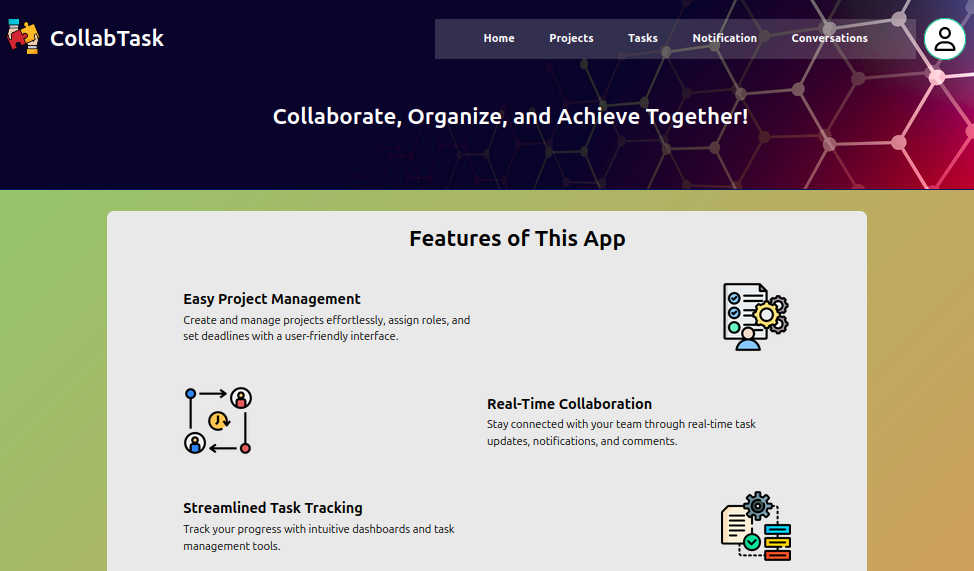 CollabTask
Home Projects Tasks Notification Conversations
Collaborate, Organize, and Achieve Together!
Features of This App
Easy Project Management
Create and manage projects effortlessly, assign roles, and
set deadlines with a user-friendly interface.
Real-Time Collaboration
Stay connected with your team through real-time task
updates, notifications, and comments.
Streamlined Task Tracking
Track your progress with intuitive dashboards and task
management tools.